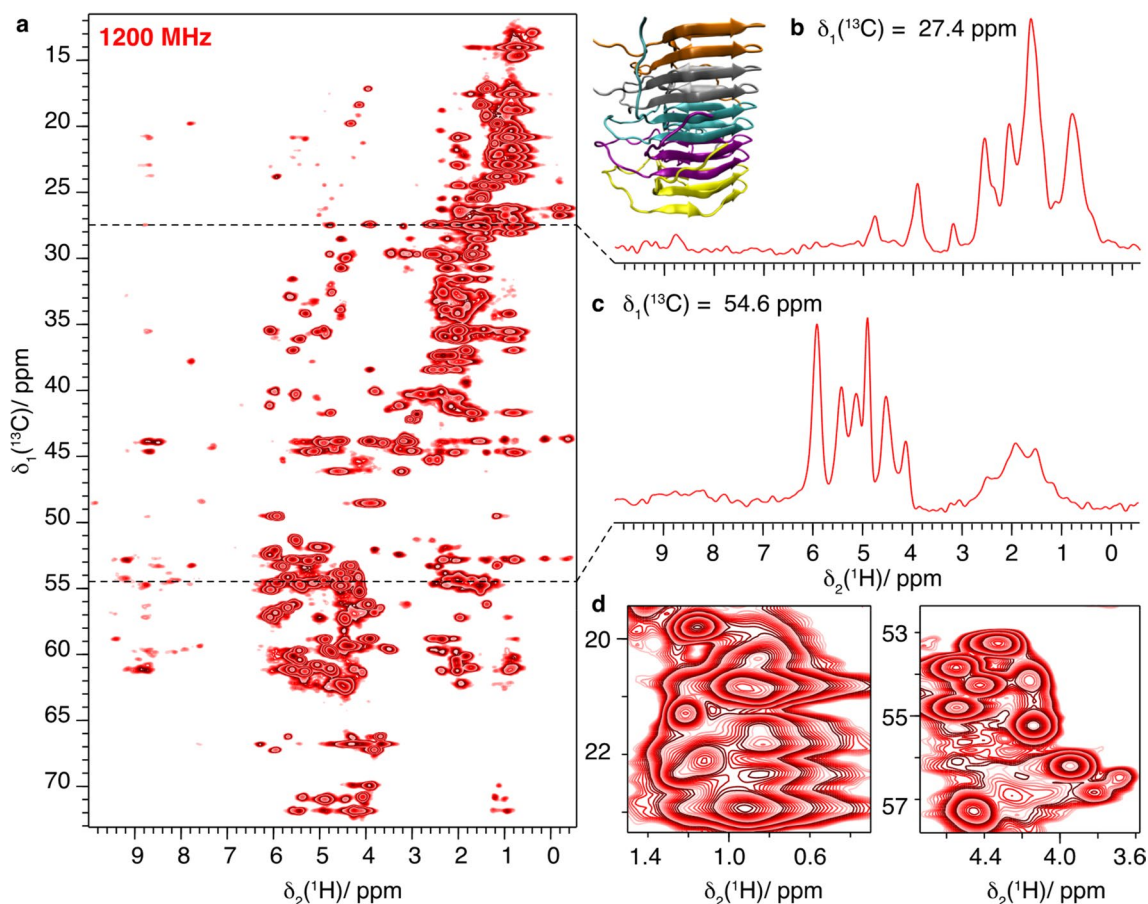 a
1200 MHz
15
20
25
30
35
40
45
50
55
60
65
70
δ1(13C)/ ppm
9 8 7 6 5 4 3 2 1 0
δ2(1H)/ ppm
b δ1(13C) = 27.4 ppm
c δ1(13C) = 54.6 ppm
9 8 7 6 5 4 3 2 1 0
δ2(1H)/ ppm
d
20
22
1.4 1.0 0.6
δ2(1H)/ ppm
53
55
57
4.4 4.0 3.6
δ2(1H)/ ppm